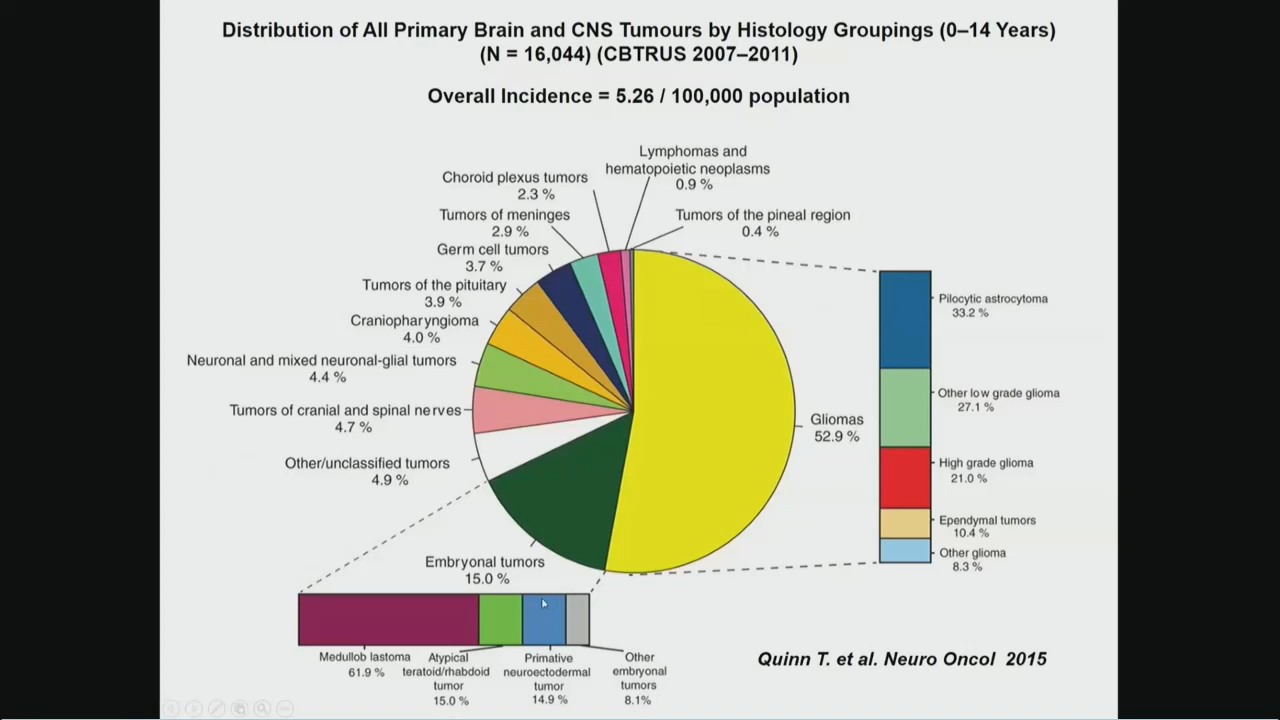 Distribution of All Primary Brain and CNS Tumours by Histology Groupings (0–14 Years)
(N = 16,044) (CBTRUS 2007–2011)
Overall Incidence = 5.26 / 100,000 population
Lymphomas and
hematopoietic neoplasms
0.9 %
Choroid plexus tumors
2.3 %
Tumors of meninges
2.9 %
Tumors of the pineal region
0.4 %
Germ cell tumors
3.7 %
Tumors of the pituitary
3.9 %
Craniopharyngioma
4.0 %
Neuronal and mixed neuronal-glial tumors
4.4 %
Tumors of cranial and spinal nerves
4.7 %
Other/unclassified tumors
4.9 %
Embryonal tumors
15.0 %
Gliomas
52.9 %
Pilocytic astrocytoma
33.2 %
Other low grade glioma
27.1 %
High grade glioma
21.0 %
Ependymal tumors
10.4 %
Other glioma
8.3 %
Medullob lastoma
61.9 %
Atypical
teratoid/rhabdoid
tumor
15.0 %
Primative
neuroectodermal
tumor
14.9 %
Other
embryonal
tumors
8.1%
Quinn T. et al. Neuro Oncol 2015